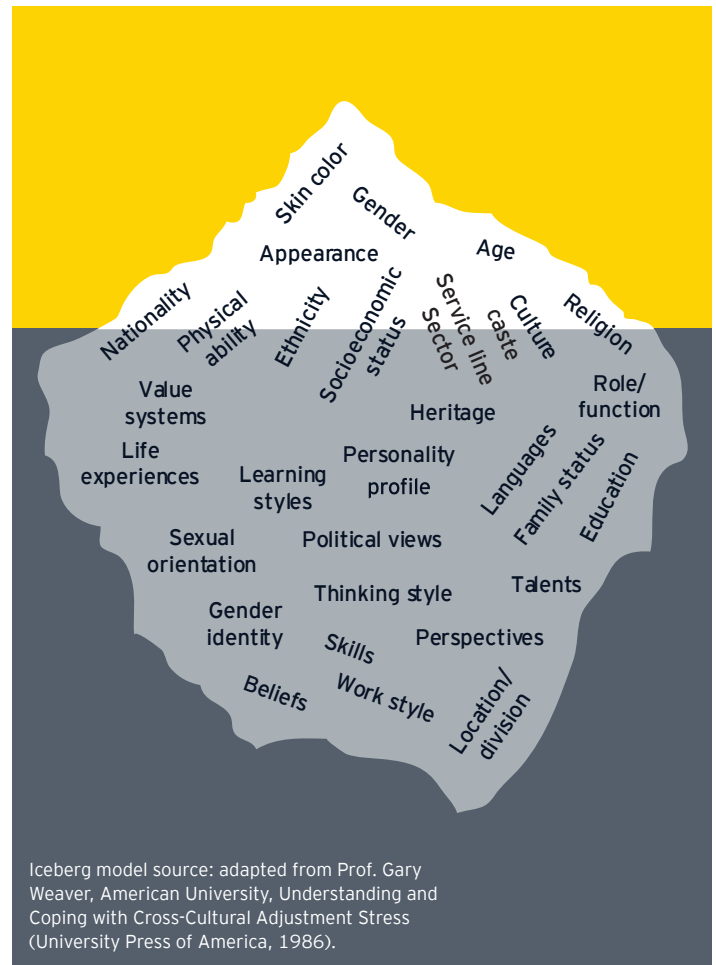 Skin color
Gender
Appearance
Age
Nationality
Physical
ability
Ethnicity
Socioeconomic
status
Service line
Sector
caste
Culture
Religion
Value
systems
Heritage
Role/
function
Life
experiences
Learning
styles
Personality
profile
Languages
Family status
Education
Sexual
orientation
Political views
Thinking style
Talents
Gender
identity
Skills
Perspectives
Beliefs
Work style
Location/
division
Iceberg model source: adapted from Prof. Gary
Weaver, American University, Understanding and
Coping with Cross-Cultural Adjustment Stress
(University Press of America, 1986).